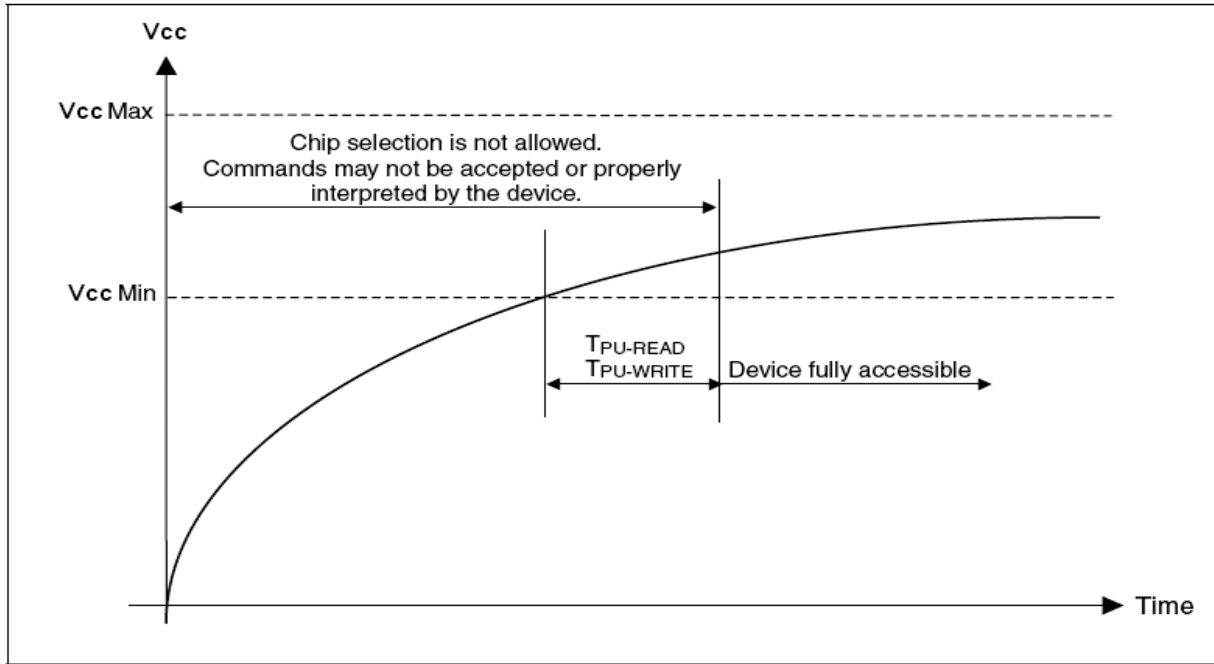 Vcc
Vcc Max
Chip selection is not allowed.
Commands may not be accepted or properly
interpreted by the device.
Vcc Min
TPU-READ
TPU-WRITE
Device fully accessible
Time